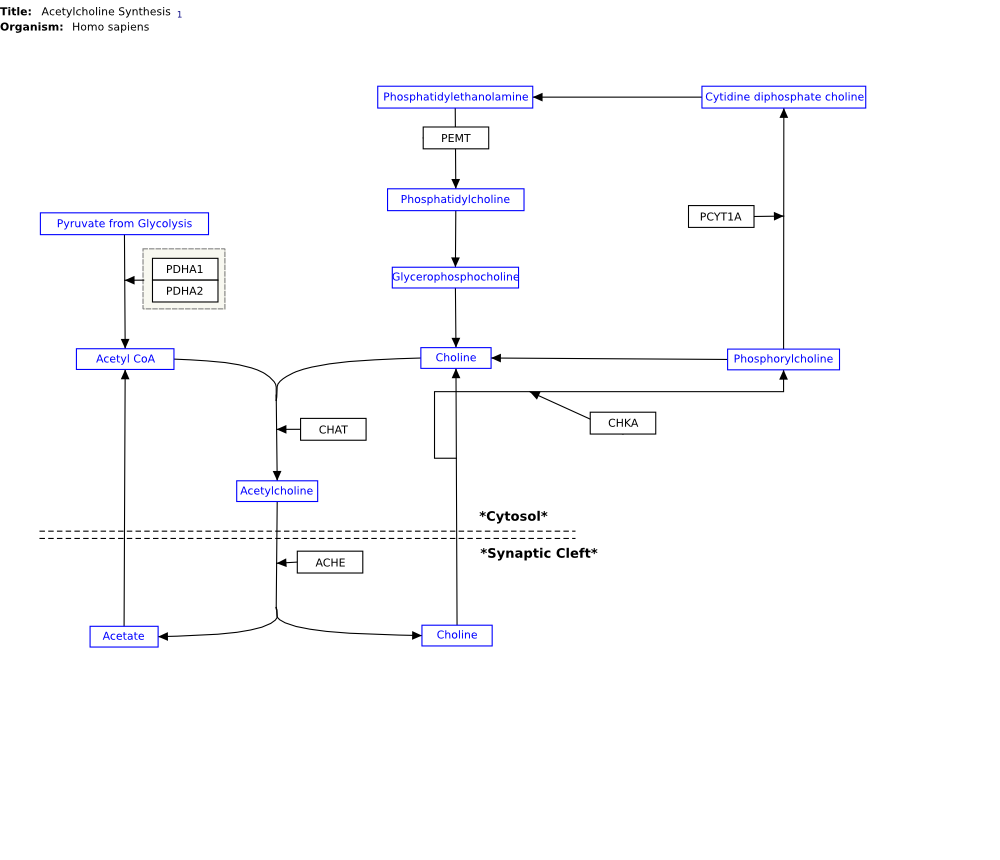 Title: Acetylcholine Synthesis 1
Organism: Homo sapiens
Phosphatidylethanolamine
Cytidine diphosphate choline
PEMT
Phosphatidylcholine
PCYT1A
Pyruvate from Glycolysis
PDHA1
PDHA2
Glycerophosphocholine
Acetyl CoA
Choline
Phosphorylcholine
CHAT
CHKA
Acetylcholine
*Cytosol*
*Synaptic Cleft*
ACHE
Acetate
Choline